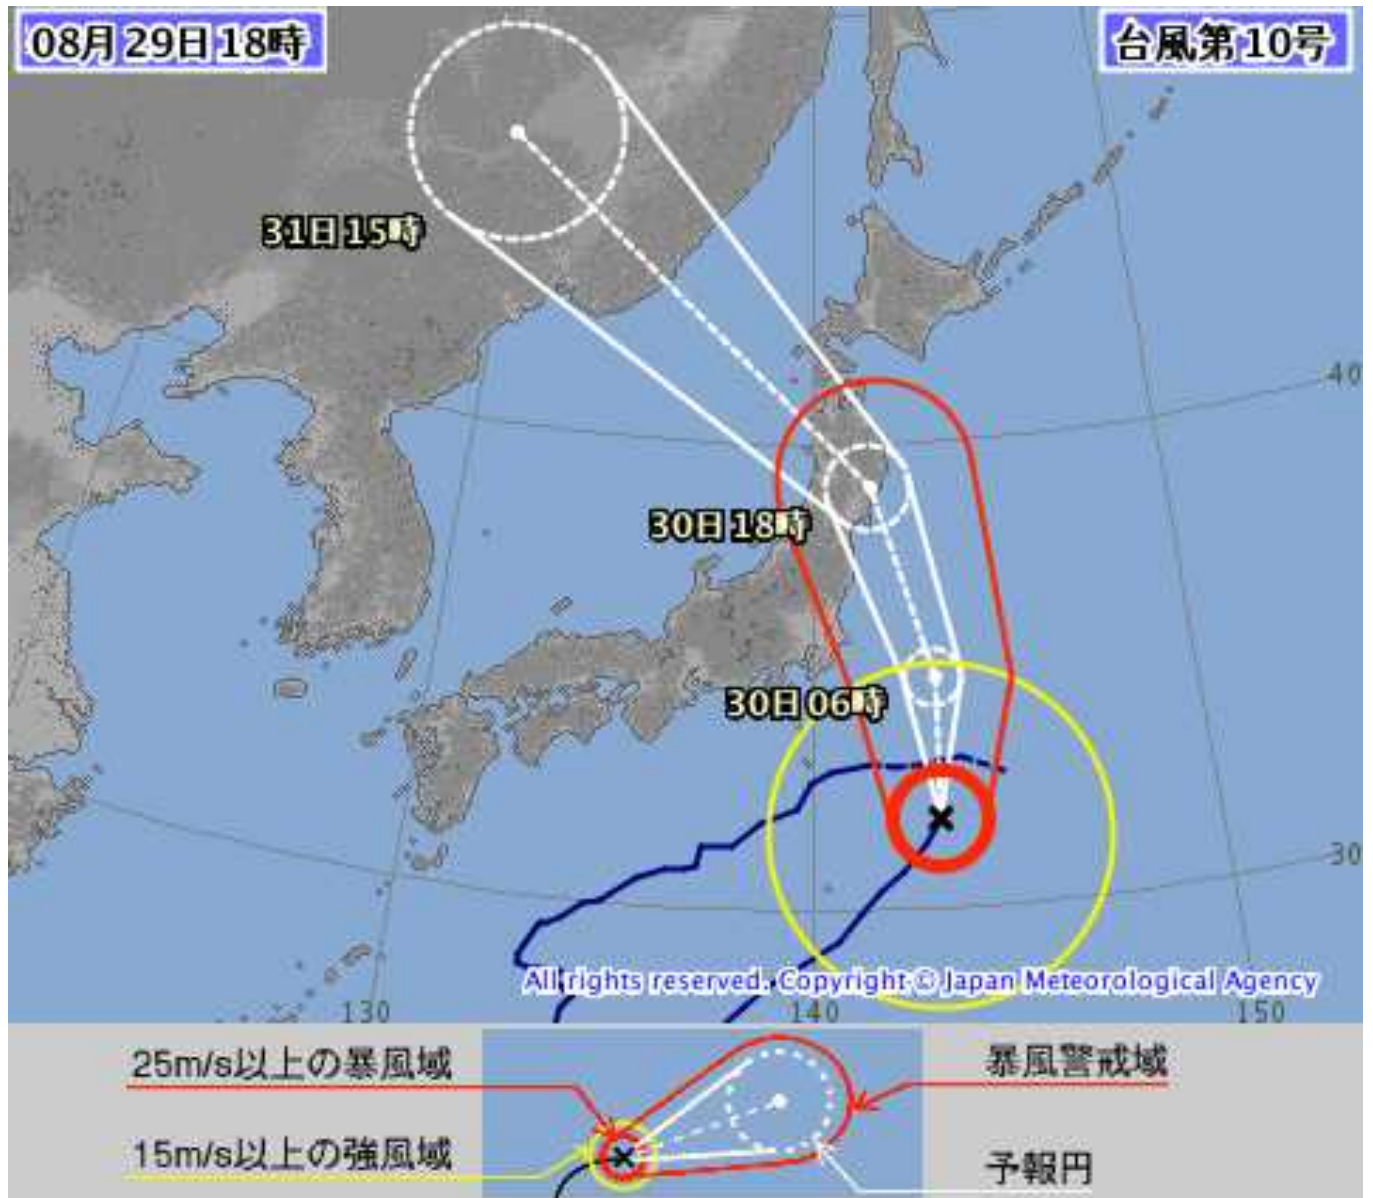 08月29日18時
台風第10号
31日15時
40
30日18時
30日06時
30
All rights reserved. Copyright © Japan Meteorological Agency
130
140
150
25m/s以上の暴風域
暴風警戒域
15m/s以上の強風域
予報円